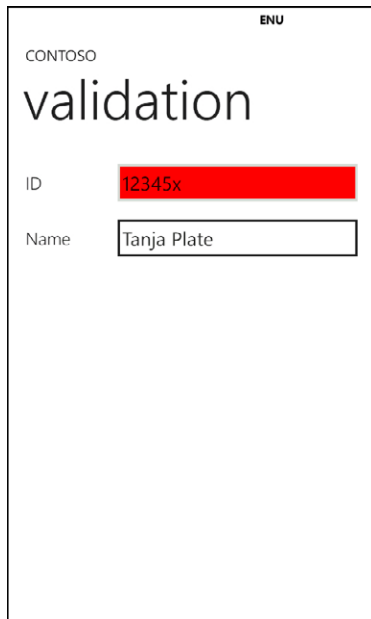 ENU
CONTOSO
validation
ID 12345x
Name Tanja Plate